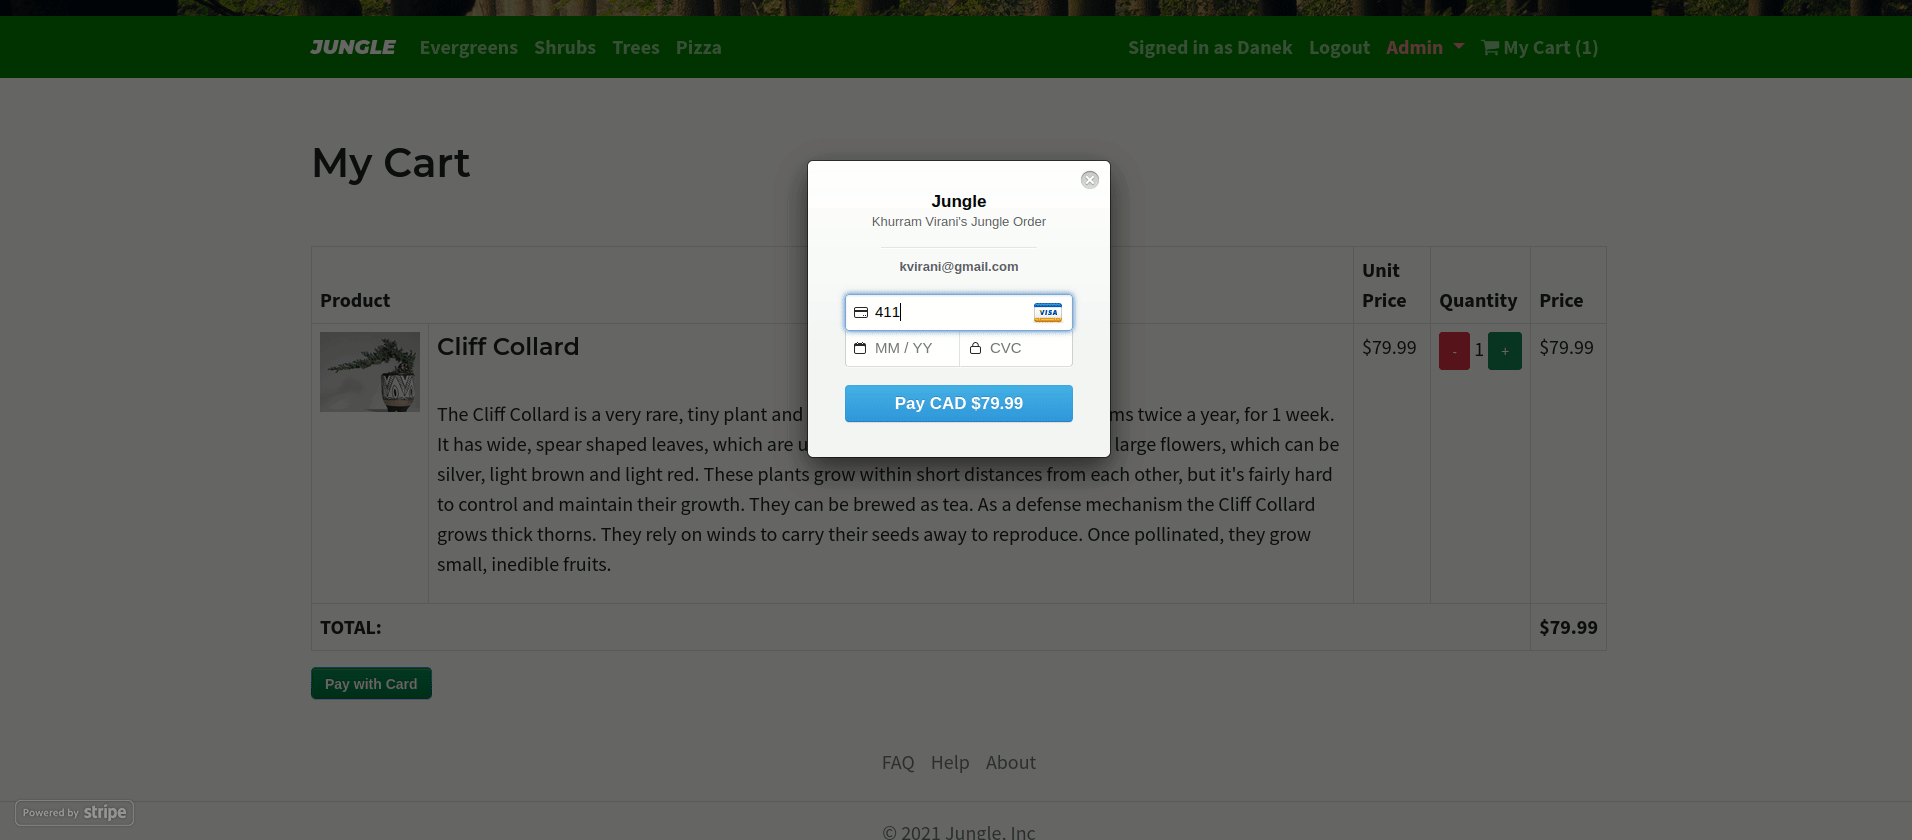 JUNGLE Evergreens Shrubs Trees Pizza Signed in as Danek Logout Admin My Cart (1)
My Cart
Jungle
Khurram Virani's Jungle Order
kvirani@gmail.com
411 VISA
MM / YY CVC
Pay CAD $79.99
Product Unit Price Quantity Price
Cliff Collard $79.99 - 1 + $79.99
The Cliff Collard is a very rare, tiny plant and ms twice a year, for 1 week.
It has wide, spear shaped leaves, which are u large flowers, which can be
silver, light brown and light red. These plants grow within short distances from each other, but it's fairly hard
to control and maintain their growth. They can be brewed as tea. As a defense mechanism the Cliff Collard
grows thick thorns. They rely on winds to carry their seeds away to reproduce. Once pollinated, they grow
small, inedible fruits.
TOTAL: $79.99
Pay with Card
FAQ Help About
Powered by stripe
© 2021 Jungle, Inc